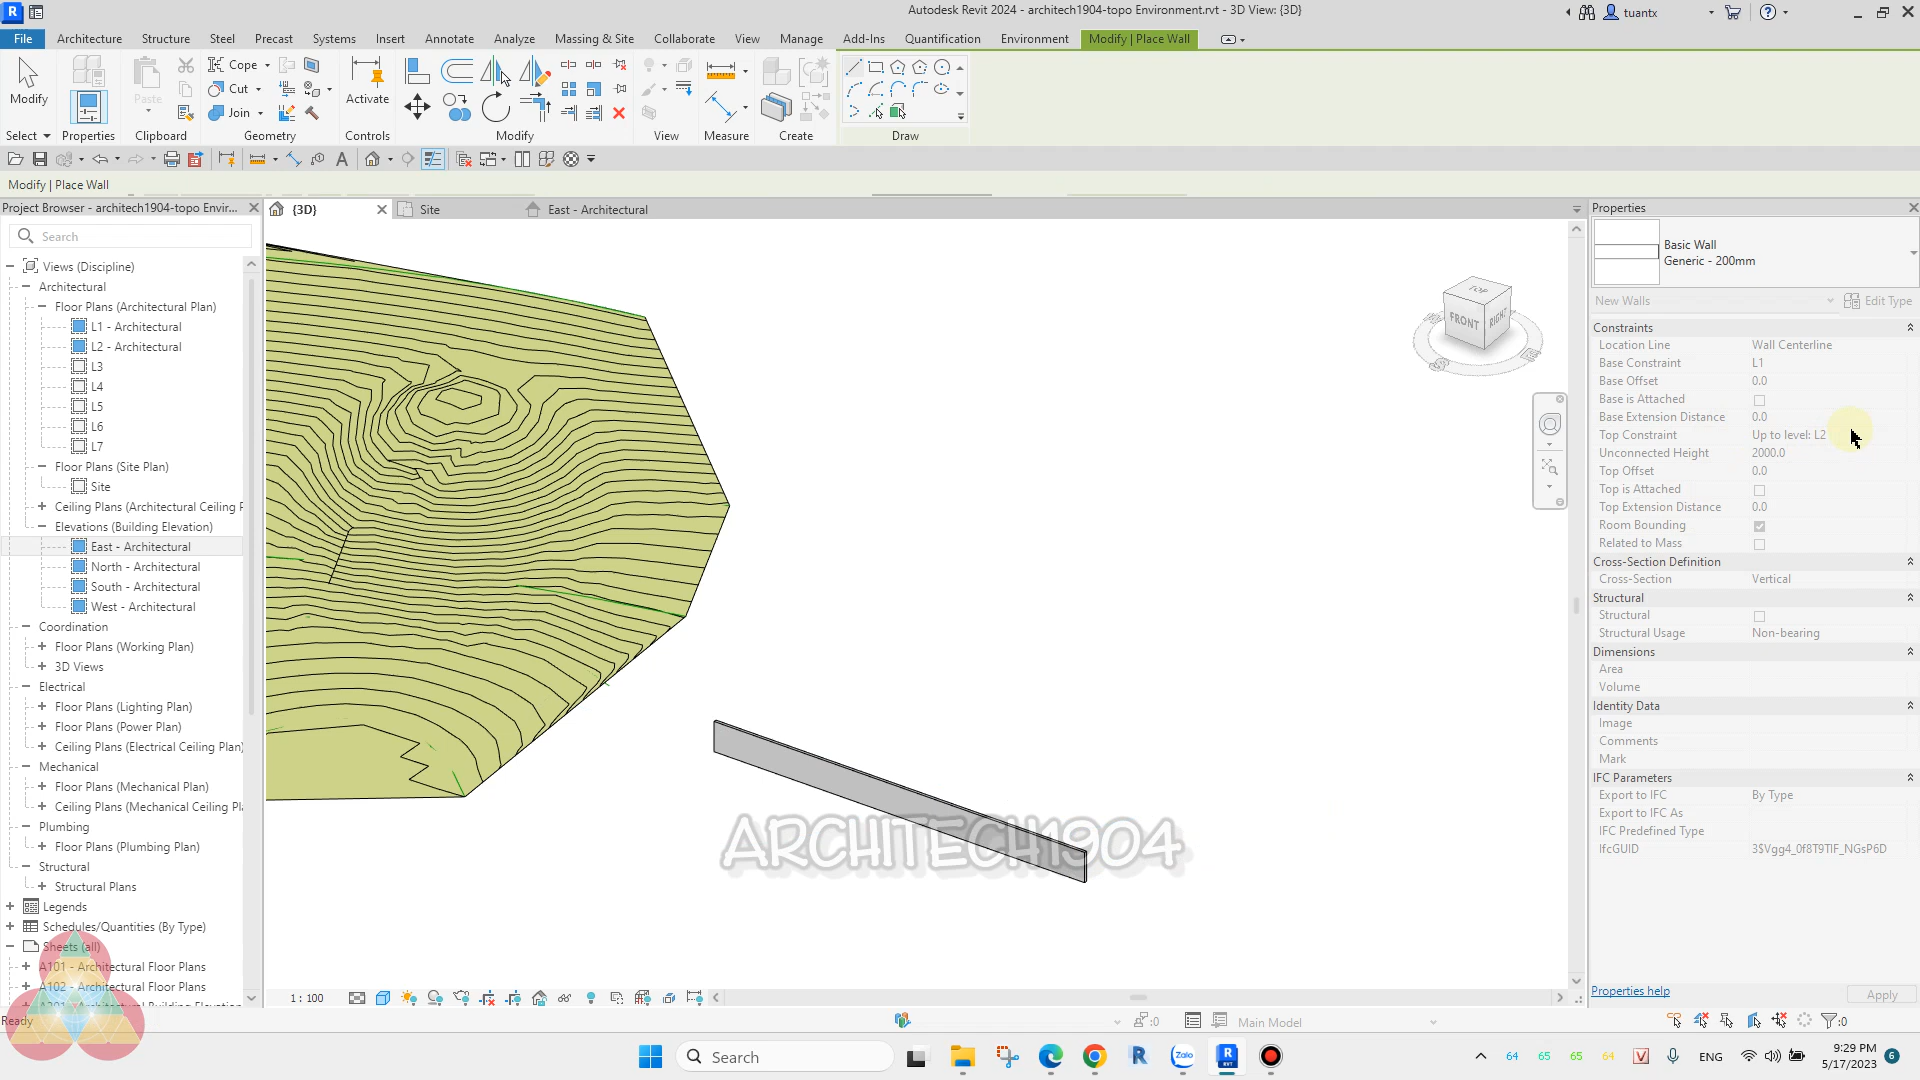 Autodesk Revit 2024 - architech1904-topo Environment.rvt - 3D View: {3D}
tuantx
File
Architecture
Structure
Steel
Precast
Systems
Insert
Annotate
Analyze
Massing & Site
Collaborate
View
Manage
Add-Ins
Quantification
Environment
Modify | Place Wall
Modify
Paste
Cope
Cut
Join
Activate
Select
Properties
Clipboard
Geometry
Controls
Modify
View
Measure
Create
Draw
Modify | Place Wall
Project Browser - architech1904-topo Envir...
{3D}
Site
East - Architectural
Properties
Search
Views (Discipline)
Architectural
Floor Plans (Architectural Plan)
L1 - Architectural
L2 - Architectural
L3
L4
L5
L6
L7
Floor Plans (Site Plan)
Site
Ceiling Plans (Architectural Ceiling P
Elevations (Building Elevation)
East - Architectural
North - Architectural
South - Architectural
West - Architectural
Coordination
Floor Plans (Working Plan)
3D Views
Electrical
Floor Plans (Lighting Plan)
Floor Plans (Power Plan)
Ceiling Plans (Electrical Ceiling Plan)
Mechanical
Floor Plans (Mechanical Plan)
Ceiling Plans (Mechanical Ceiling Pla
Plumbing
Floor Plans (Plumbing Plan)
Structural
Structural Plans
Legends
Schedules/Quantities (By Type)
Sheets (all)
A101 - Architectural Floor Plans
A102 - Architectural Floor Plans
TOP
FRONT
RIGHT
ARCHITECH1904
Basic Wall
Generic - 200mm
New Walls
Edit Type
Constraints
Location Line Wall Centerline
Base Constraint L1
Base Offset 0.0
Base is Attached
Base Extension Distance 0.0
Top Constraint Up to level: L2
Unconnected Height 2000.0
Top Offset 0.0
Top is Attached
Top Extension Distance 0.0
Room Bounding
Related to Mass
Cross-Section Definition
Cross-Section Vertical
Structural
Structural
Structural Usage Non-bearing
Dimensions
Area
Volume
Identity Data
Image
Comments
Mark
IFC Parameters
Export to IFC By Type
Export to IFC As
IFC Predefined Type
IfcGUID 3$Vgg4_0f8T9TlF_NGsP6D
Properties help
Apply
1 : 100
Ready
:0
Main Model
:0
Search
64
65
65
64
ENG
9:29 PM
5/17/2023
6